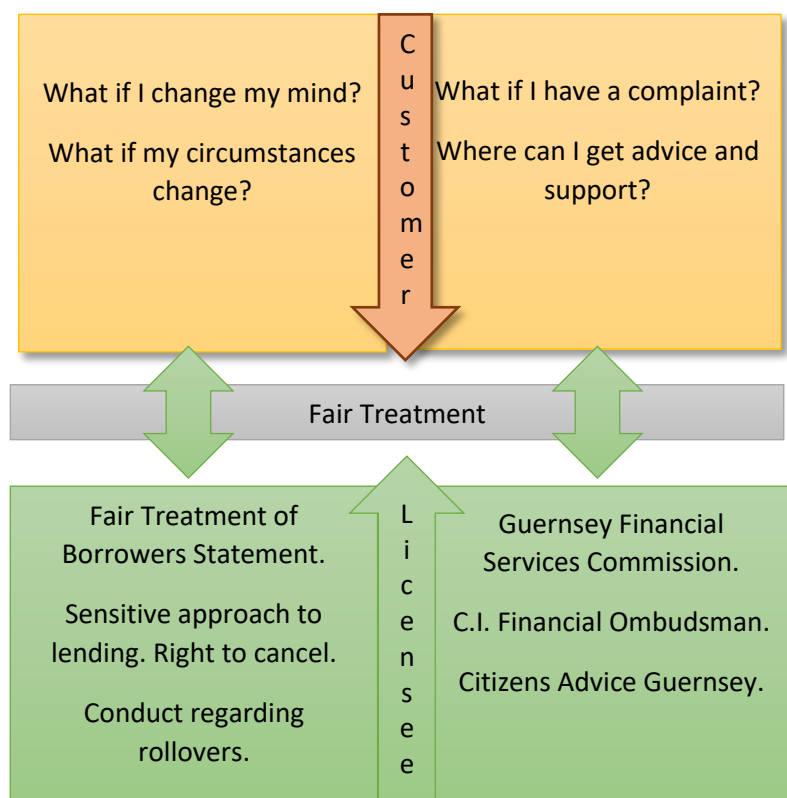 What if I change my mind?
What if my circumstances
change?
Customer
What if I have a complaint?
Where can I get advice and
support?
Fair Treatment
Fair Treatment of
Borrowers Statement.
Sensitive approach to
lending. Right to cancel.
Conduct regarding
rollovers.
Licensee
Guernsey Financial
Services Commission.
C.I. Financial Ombudsman.
Citizens Advice Guernsey.